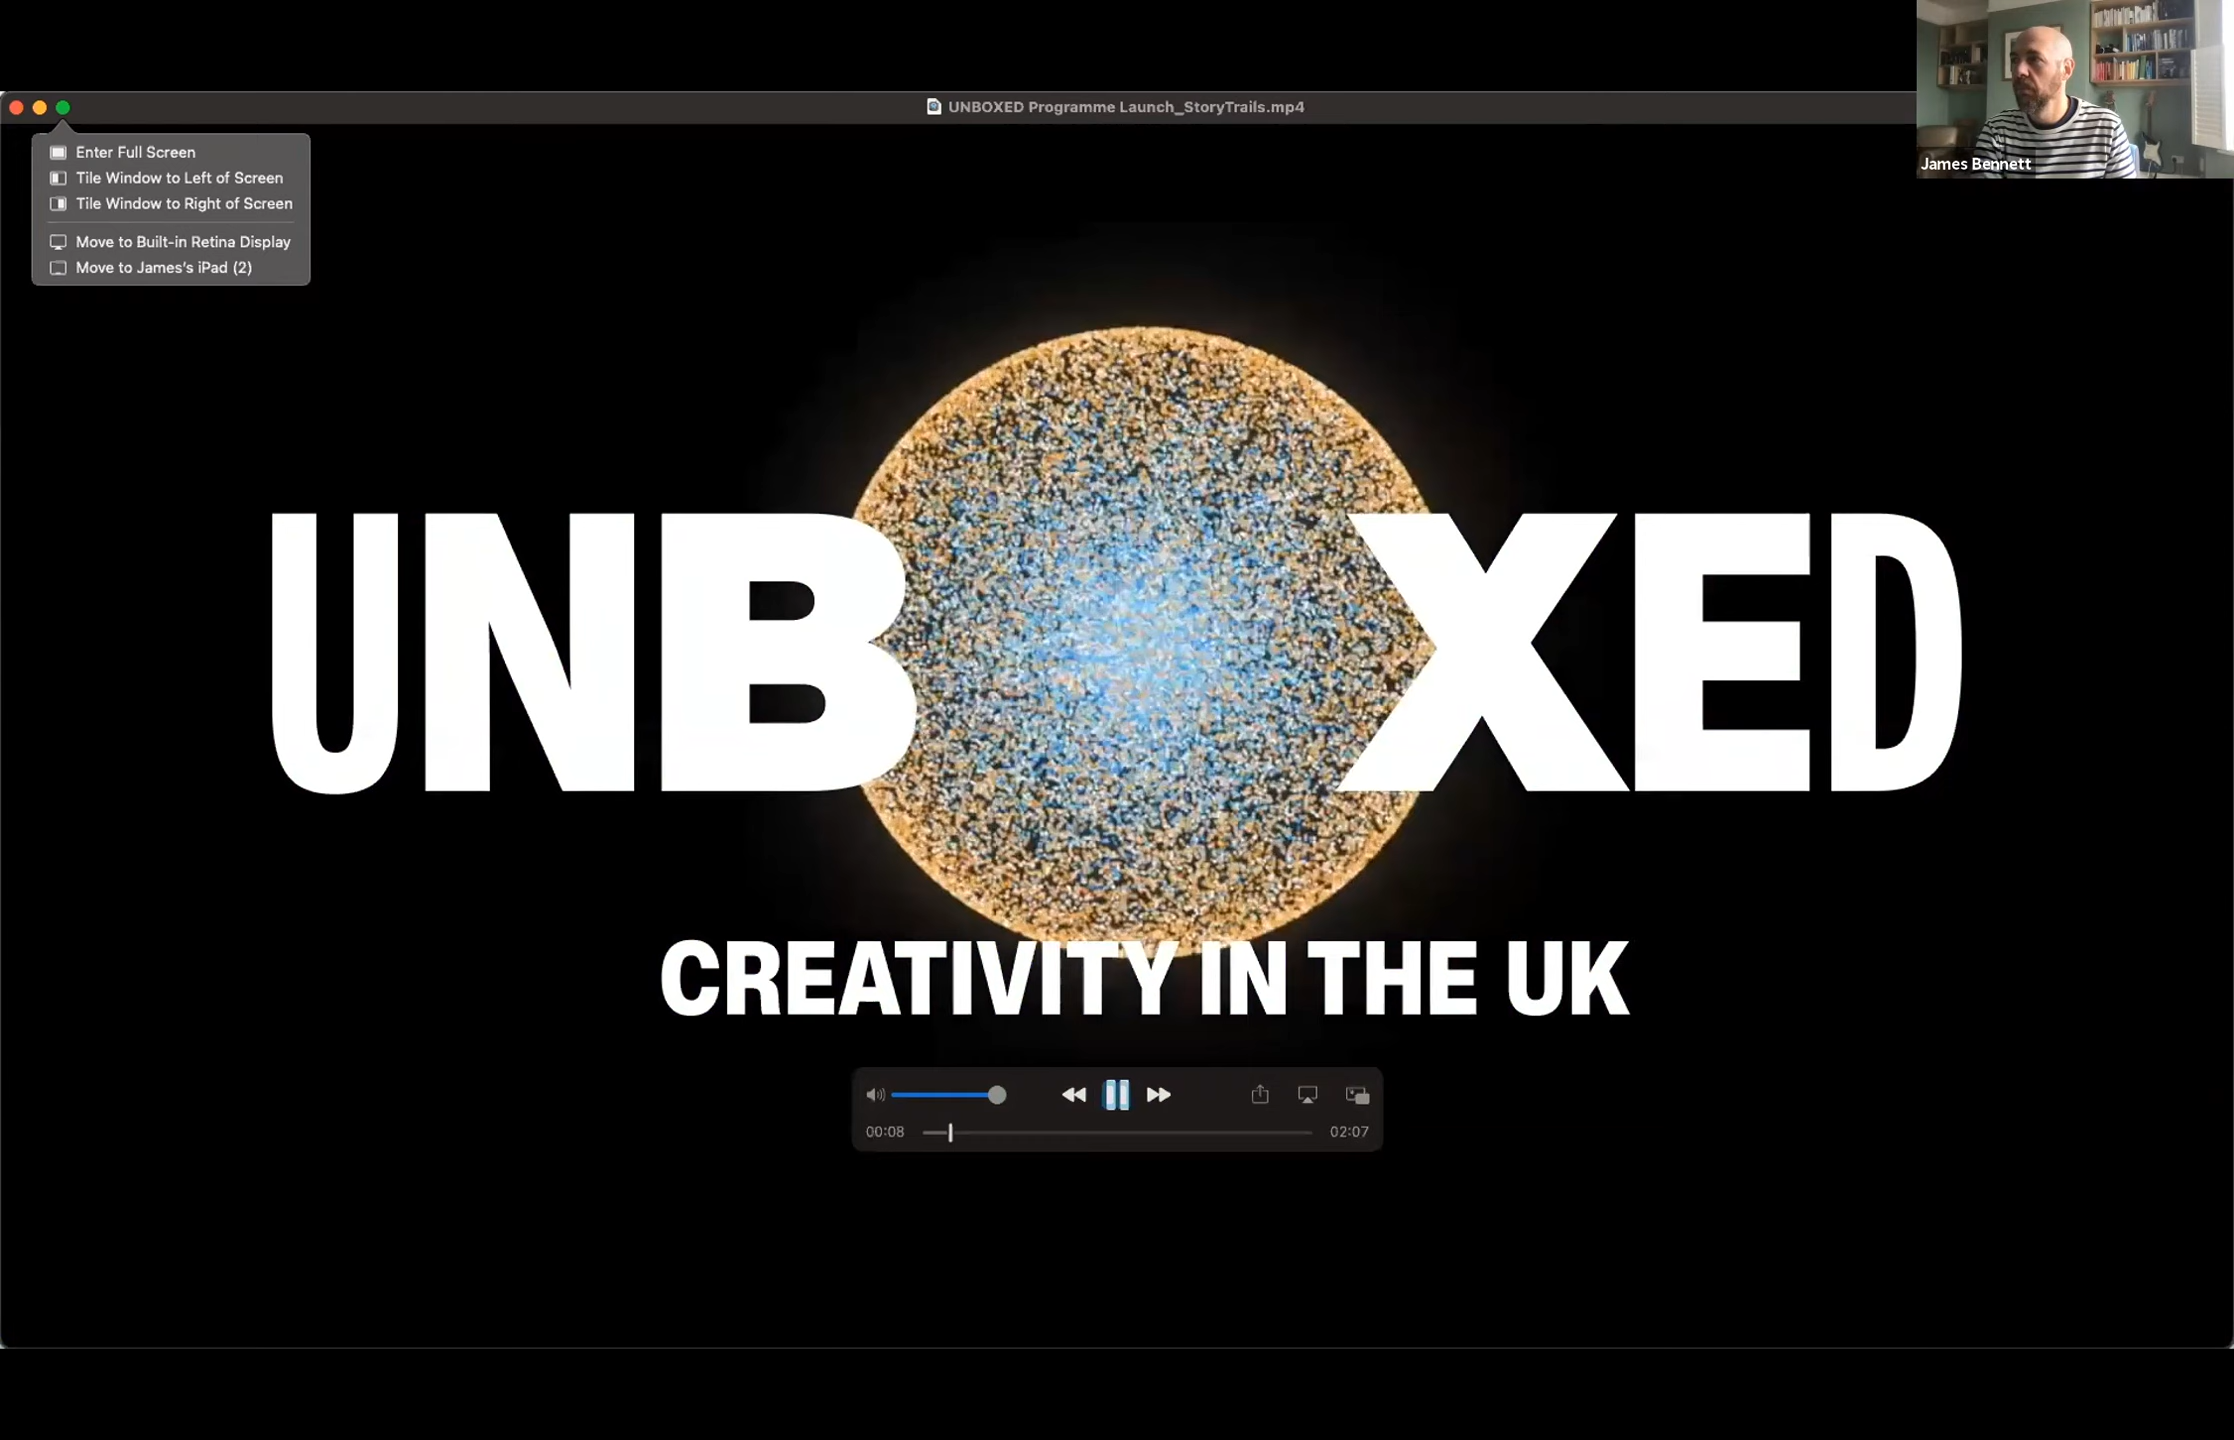 UNBOXED Programme Launch_StoryTrails.mp4
James Bennett
Enter Full Screen
Tile Window to Left of Screen
Tile Window to Right of Screen
Move to Built-in Retina Display
Move to James's iPad (2)
UNBOXED
CREATIVITY IN THE UK
00:08
02:07